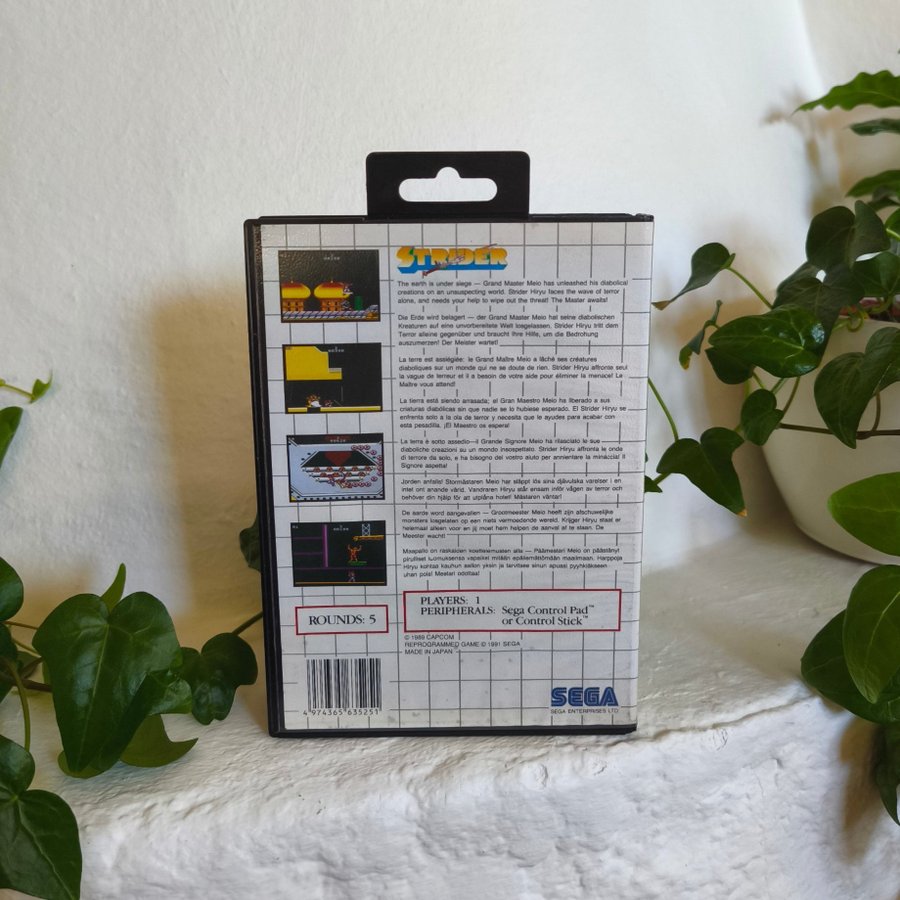 STRIDER
The earth is under siege — Grand Master Meio has unleashed his diabolical
creations on an unsuspecting world. Strider Hiryu faces the wave of terror
alone, and needs your help to wipe out the threat! The Master awaits!
Die Erde wird belagert — der Grand Master Meio hat seine diabolischen
Kreaturen auf eine unvorbereitete Welt losgelassen. Strider Hiryu tritt dem
Terror alleine gegenüber und braucht Ihre Hilfe, um die Bedrohung
auszumerzen! Der Meister wartet!
La terre est assiégée: le Grand Maître Meio a lâché ses créatures
diaboliques sur un monde qui ne se doute de rien. Strider Hiryu affronte seul
la vague de terreur et il a besoin de votre aide pour éliminer la menace! Le
Maître vous attend!
La tierra está siendo arrasada; el Gran Maestro Meio ha liberado a sus
criaturas diabólicas sin que nadie se lo hubiese esperado. El Strider Hiryu se
enfrenta solo a la ola de terror y necesita que le ayudes para acabar con
esta pesadilla. ¡El Maestro os espera!
La terra è sotto assedio—il Grande Signore Meio ha rilasciato le sue
diaboliche creazioni su un mondo insospettato. Strider Hiryu affronta le onda
di terrore da solo, e ha bisogno del vostro aiuto per annientare la minaccia! Il
Signore aspetta!
Jorden anfalls! Stormästaren Meio har släppt lös sina djävulska varelser i en
intet ont anande värld. Vandraren Hiryu står ensam inför vågen av terror och
behöver din hjälp för att utplåna hotet! Mästaren väntar!
De aarde word aangevallen — Grootmeester Meio heeft zijn afschuwelijke
monsters losgelaten op een niets vermoedende wereld. Krijger Hiryu staat er
helemaal alleen voor en jij moet hem helpen de aanval af te slaan. De
Meester wacht!
Maapallo on raskaiden koettelemusten alla — Päämestari Meio on päästänyt
pirulliset luomuksensa vapaiksi mitään epäilemättömään maailmaan. Harppoja
Hiryu kohtaa kauhun aallon yksin ja tarvitsee sinun apuasi pyyhkiäkseen
uhan pois! Mestari odottaa!
ROUNDS: 5
PLAYERS: 1
PERIPHERALS: Sega Control Pad™
or Control Stick™
© 1989 CAPCOM
REPROGRAMMED GAME © 1991 SEGA
MADE IN JAPAN
4 974365 635251
SEGA
SEGA ENTERPRISES LTD.